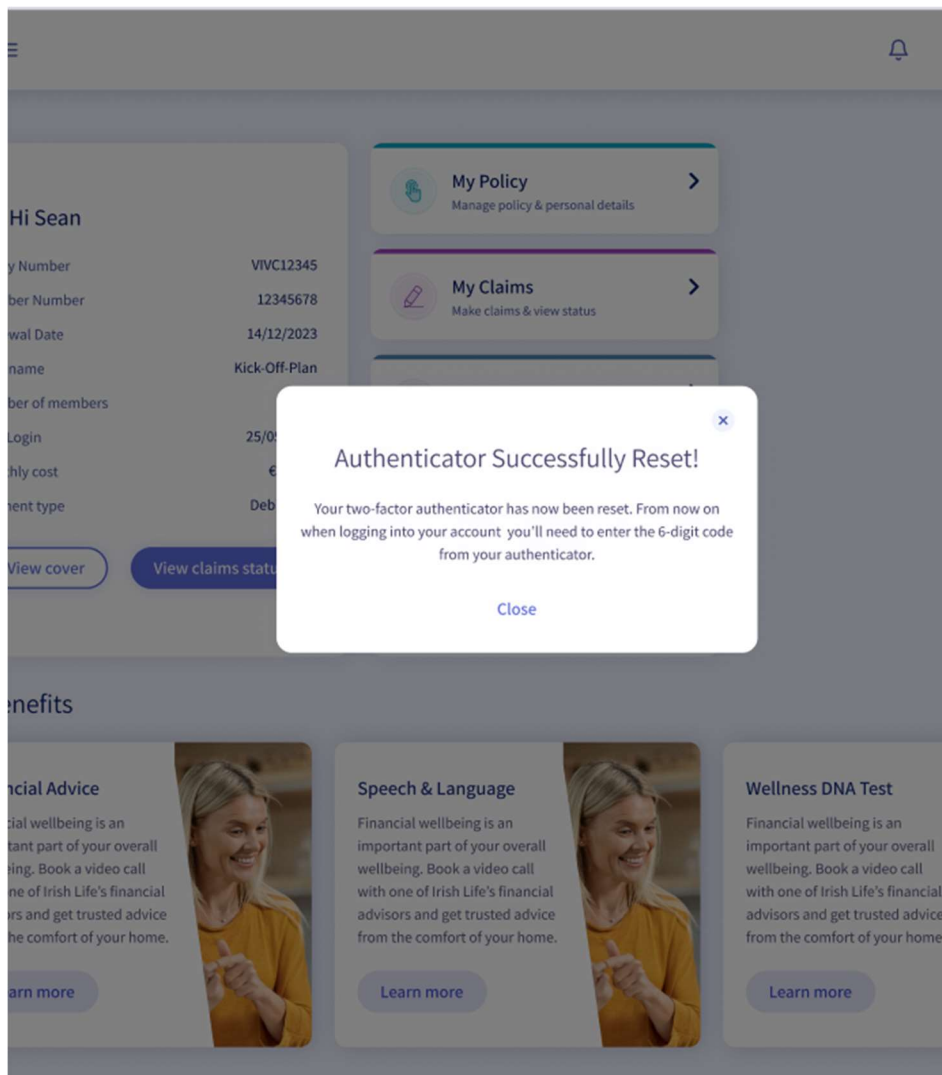 Hi Sean
y Number VIVC12345
ber Number 12345678
wal Date 14/12/2023
name Kick-Off-Plan
ber of members
Login 25/0
hly cost €
ent type Deb
View cover
View claims statu
My Policy
Manage policy & personal details
My Claims
Make claims & view status
Authenticator Successfully Reset!
Your two-factor authenticator has now been reset. From now on
when logging into your account you'll need to enter the 6-digit code
from your authenticator.
Close
enefits
ncial Advice
cial wellbeing is an
tant part of your overall
eing. Book a video call
ne of Irish Life's financial
rs and get trusted advice
he comfort of your home.
arn more
Speech & Language
Financial wellbeing is an
important part of your overall
wellbeing. Book a video call
with one of Irish Life's financial
advisors and get trusted advice
from the comfort of your home.
Learn more
Wellness DNA Test
Financial wellbeing is an
important part of your overall
wellbeing. Book a video call
with one of Irish Life's financial
advisors and get trusted advice
from the comfort of your home
Learn more